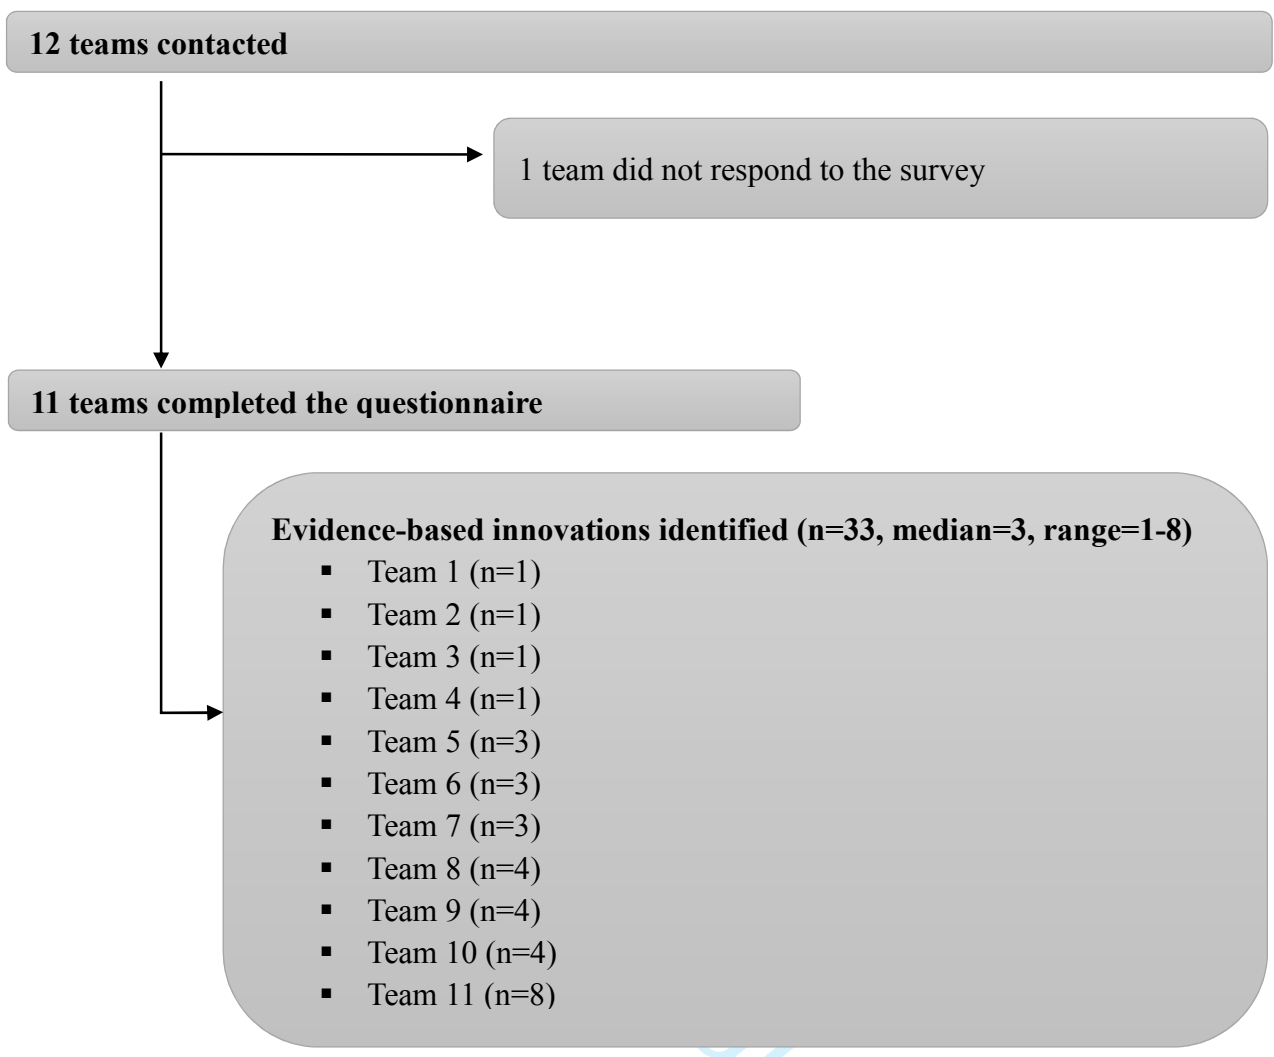 12 teams contacted
1 team did not respond to the survey
11 teams completed the questionnaire
Evidence-based innovations identified (n=33, median=3, range=1-8)
▪ Team 1 (n=1)
▪ Team 2 (n=1)
▪ Team 3 (n=1)
▪ Team 4 (n=1)
▪ Team 5 (n=3)
▪ Team 6 (n=3)
▪ Team 7 (n=3)
▪ Team 8 (n=4)
▪ Team 9 (n=4)
▪ Team 10 (n=4)
▪ Team 11 (n=8)